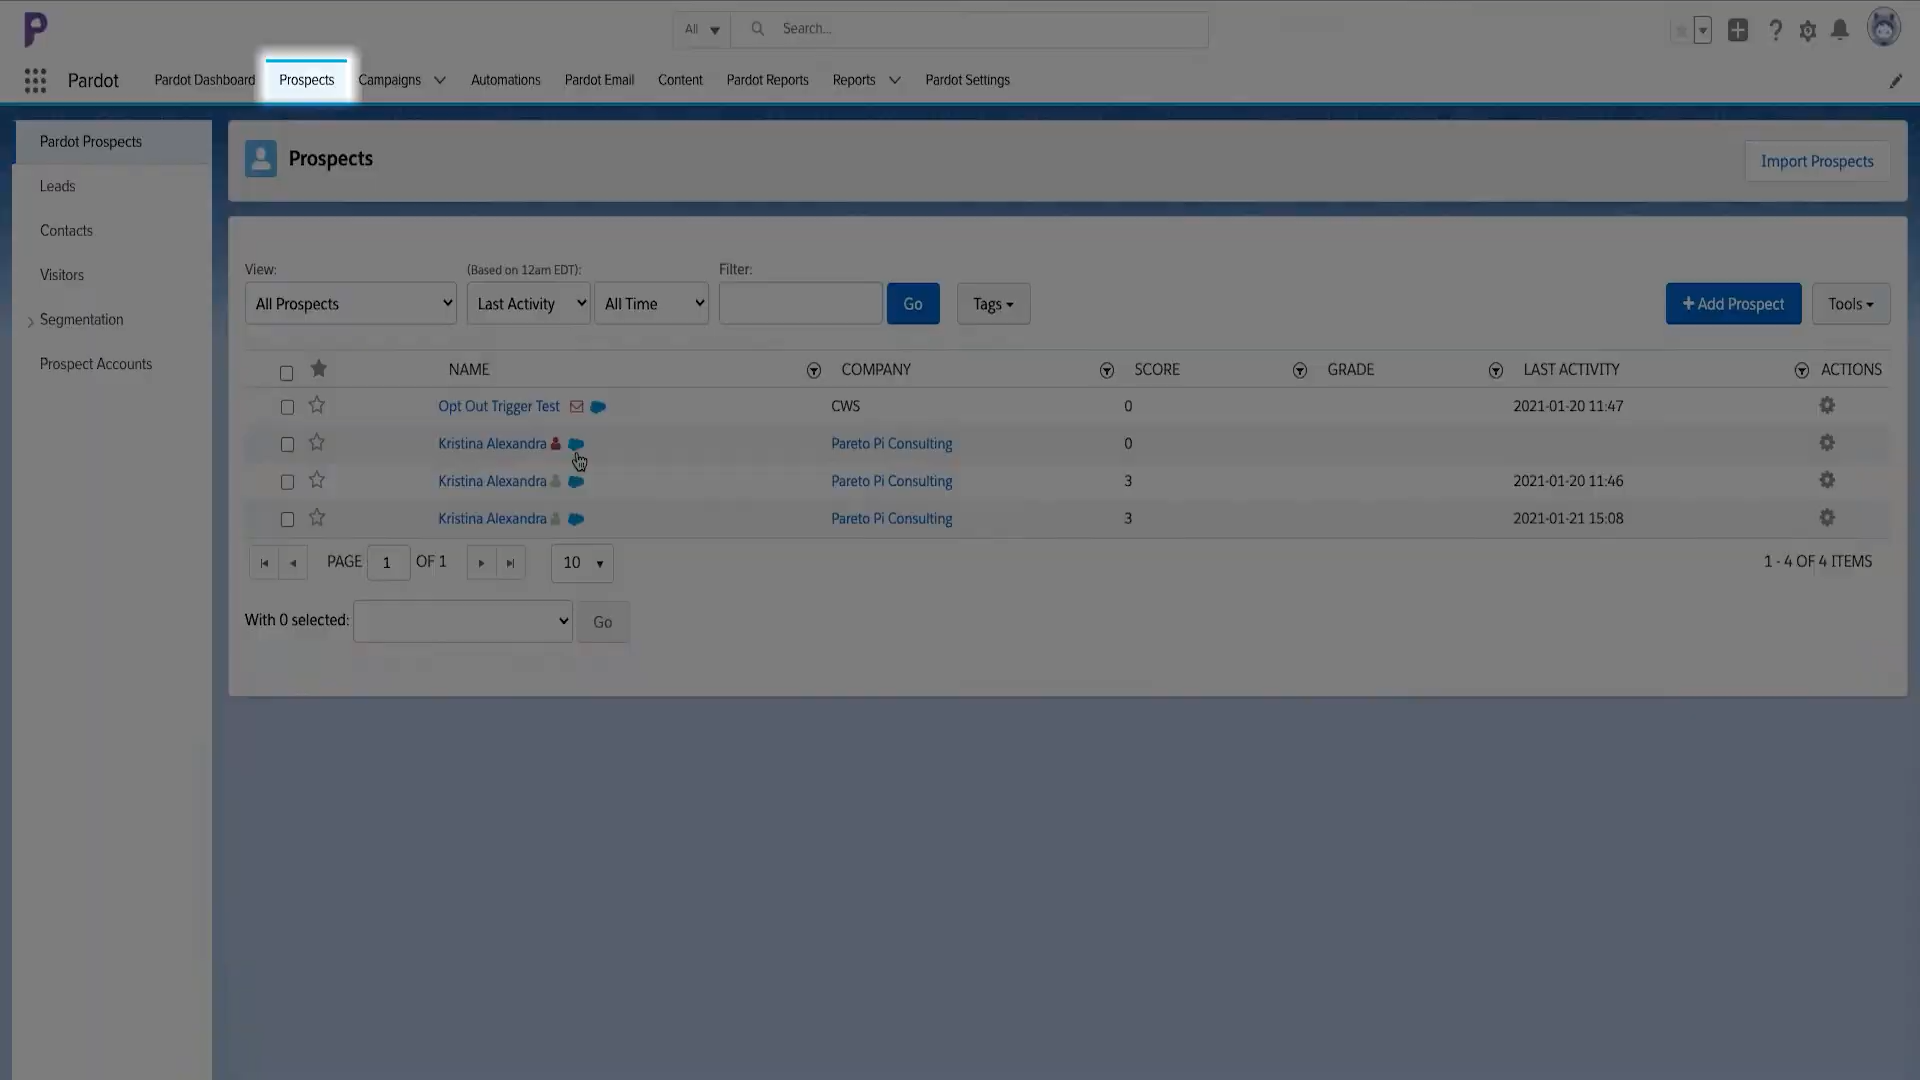 All
Search...
Pardot
Pardot Dashboard
Prospects
Campaigns
Automations
Pardot Email
Content
Pardot Reports
Reports
Pardot Settings
Pardot Prospects
Leads
Contacts
Visitors
Segmentation
Prospect Accounts
Prospects
Import Prospects
View:
(Based on 12am EDT):
Filter:
All Prospects
Last Activity
All Time
Go
Tags
+ Add Prospect
Tools
NAME COMPANY SCORE GRADE LAST ACTIVITY ACTIONS
Opt Out Trigger Test CWS 0 2021-01-20 11:47
Kristina Alexandra Pareto Pi Consulting 0
Kristina Alexandra Pareto Pi Consulting 3 2021-01-20 11:46
Kristina Alexandra Pareto Pi Consulting 3 2021-01-21 15:08
PAGE 1 OF 1 10 1 - 4 OF 4 ITEMS
With 0 selected: Go